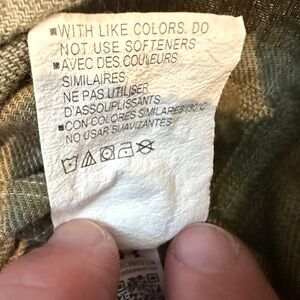 WITH LIKE COLORS. DO
NOT USE SOFTENERS
AVEC DES COULEURS
SIMILAIRES
NE PAS UTILISER
D'ASSOUPLISSANTS
CON COLORES SIMILARES
NO USAR SUAVIZANTES